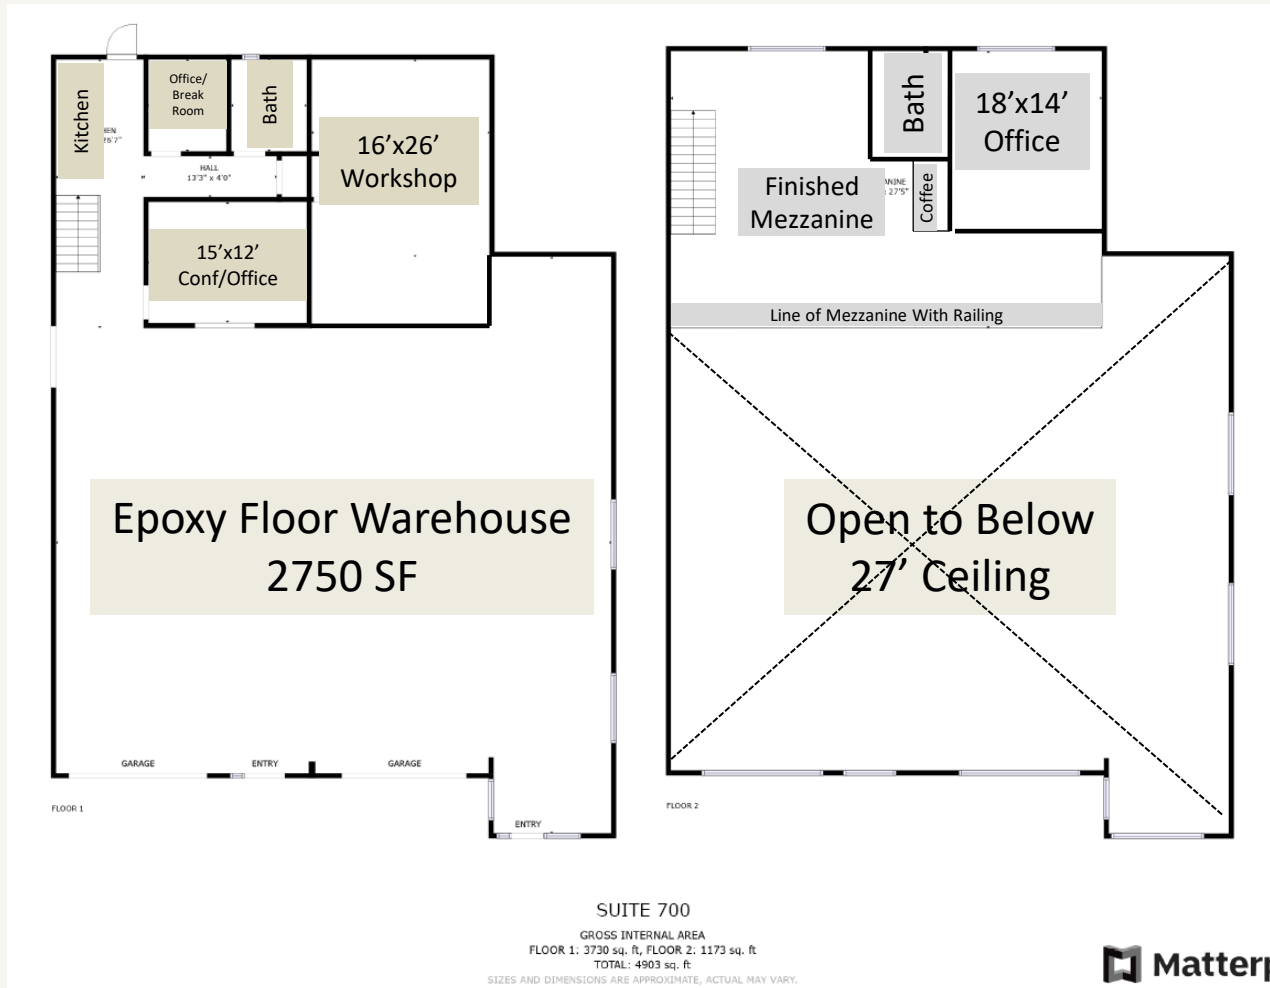 Kitchen
Office/
Break
Room
Bath
16’x26’
Workshop
HALL
13'3" x 4'0"
15’x12’
Conf/Office
Epoxy Floor Warehouse
2750 SF
GARAGE
ENTRY
GARAGE
ENTRY
FLOOR 1
Bath
18’x14’
Office
Finished
Mezzanine
Coffee
Line of Mezzanine With Railing
Open to Below
27’ Ceiling
FLOOR 2
SUITE 700
GROSS INTERNAL AREA
FLOOR 1: 3730 sq. ft, FLOOR 2: 1173 sq. ft
TOTAL: 4903 sq. ft
SIZES AND DIMENSIONS ARE APPROXIMATE, ACTUAL MAY VARY.